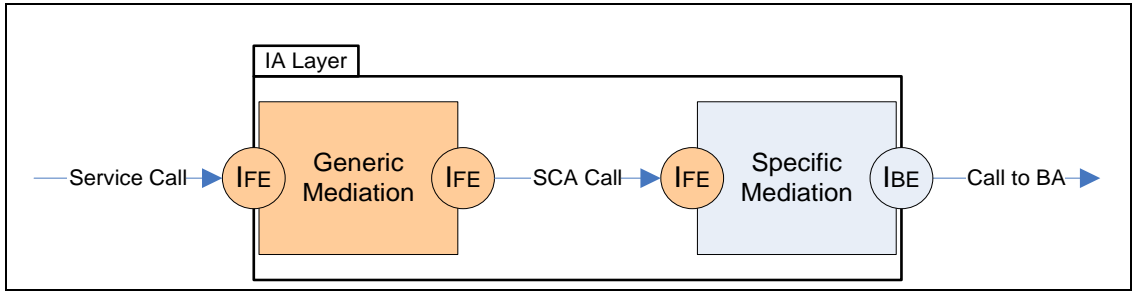 IA Layer
Service Call
IFE
Generic
Mediation
IFE
SCA Call
IFE
Specific
Mediation
IBE
Call to BA